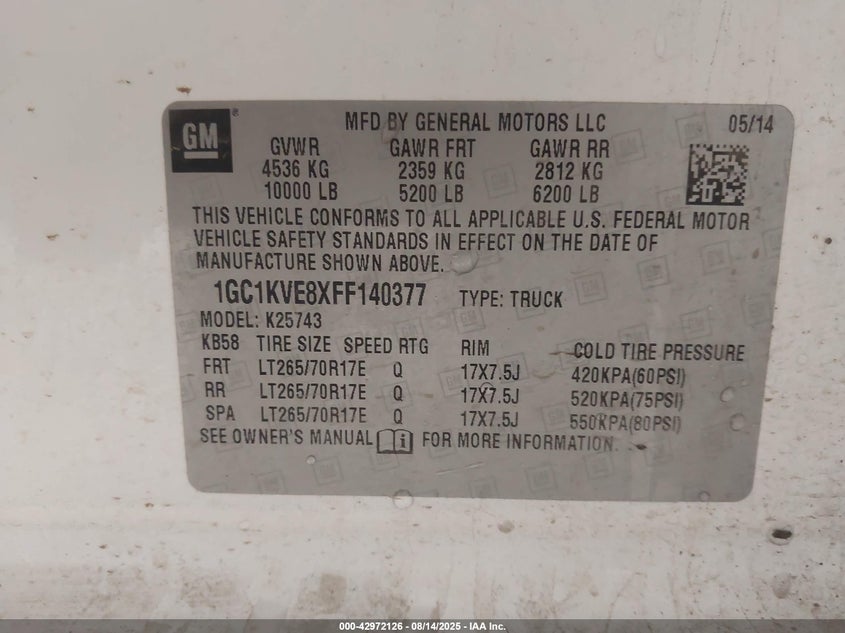 GM
MFD BY GENERAL MOTORS LLC 05/14
GVWR GAWR FRT GAWR RR
4536 KG 2359 KG 2812 KG
10000 LB 5200 LB 6200 LB
THIS VEHICLE CONFORMS TO ALL APPLICABLE U.S. FEDERAL MOTOR
VEHICLE SAFETY STANDARDS IN EFFECT ON THE DATE OF
MANUFACTURE SHOWN ABOVE.
1GC1KVE8XFF140377 TYPE: TRUCK
MODEL: K25743
KB58 TIRE SIZE SPEED RTG RIM COLD TIRE PRESSURE
FRT LT265/70R17E Q 17X7.5J 420KPA(60PSI)
RR LT265/70R17E Q 17X7.5J 520KPA(75PSI)
SPA LT265/70R17E Q 17X7.5J 550KPA(80PSI)
SEE OWNER'S MANUAL FOR MORE INFORMATION.
000-42972126 - 08/14/2025 - IAA Inc.